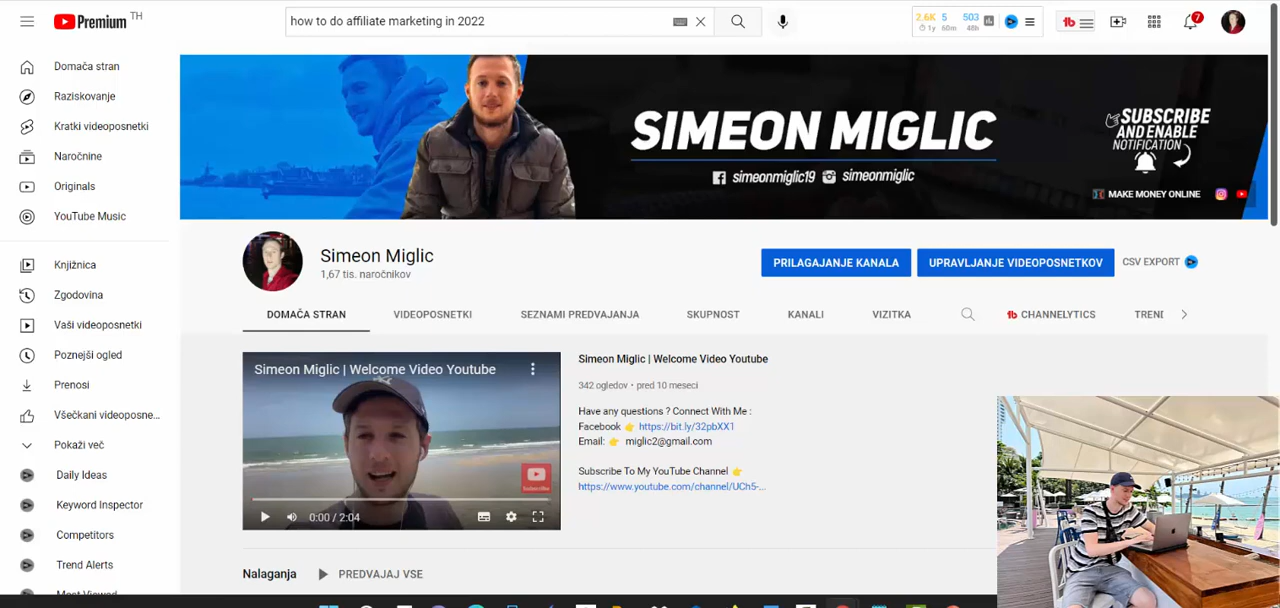 Premium TH
how to do affiliate marketing in 2022
2.6K 5 503
1y 60m 48h
tb
7
Domača stran
Raziskovanje
Kratki videoposnetki
Naročnine
Originals
YouTube Music
Knjižnica
Zgodovina
Vaši videoposnetki
Poznejši ogled
Prenosi
Všečkani videoposne...
Pokaži več
Daily Ideas
Keyword Inspector
Competitors
Trend Alerts
Most Viewed
SIMEON MIGLIC
simeonmiglic19 simeonmiglic
SUBSCRIBE
AND ENABLE
NOTIFICATION
MAKE MONEY ONLINE
Simeon Miglic
1,67 tis. naročnikov
PRILAGAJANJE KANALA
UPRAVLJANJE VIDEOPOSNETKOV
CSV EXPORT
DOMAČA STRAN
VIDEOPOSNETKI
SEZNAMI PREDVAJANJA
SKUPNOST
KANALI
VIZITKA
tb CHANNELYTICS
TREND
Simeon Miglic | Welcome Video Youtube
Subscribe
0:00 / 2:04
Simeon Miglic | Welcome Video Youtube
342 ogledov • pred 10 meseci
Have any questions ? Connect With Me :
Facebook 👉 https://bit.ly/32pbXX1
Email: 👉 miglic2@gmail.com
Subscribe To My YouTube Channel 👉
https://www.youtube.com/channel/UCh5-...
Nalaganja
PREDVAJAJ VSE